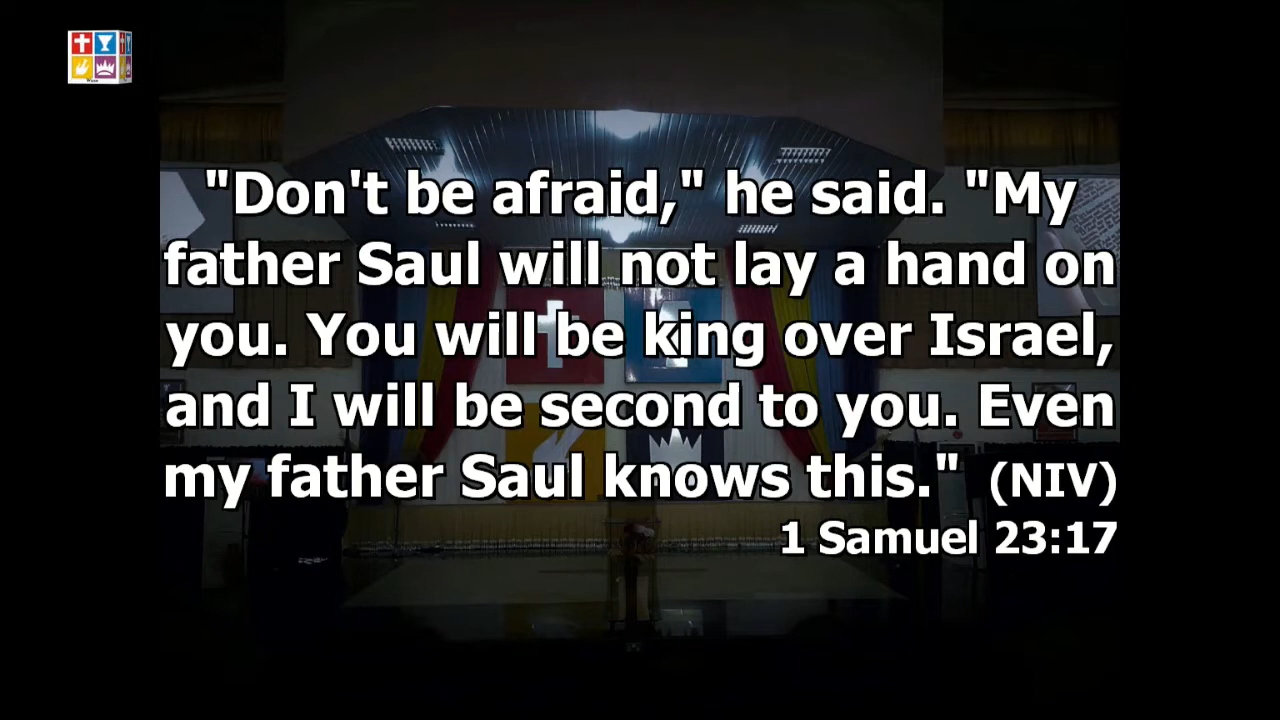 "Don't be afraid," he said. "My
father Saul will not lay a hand on
you. You will be king over Israel,
and I will be second to you. Even
my father Saul knows this." (NIV)
1 Samuel 23:17